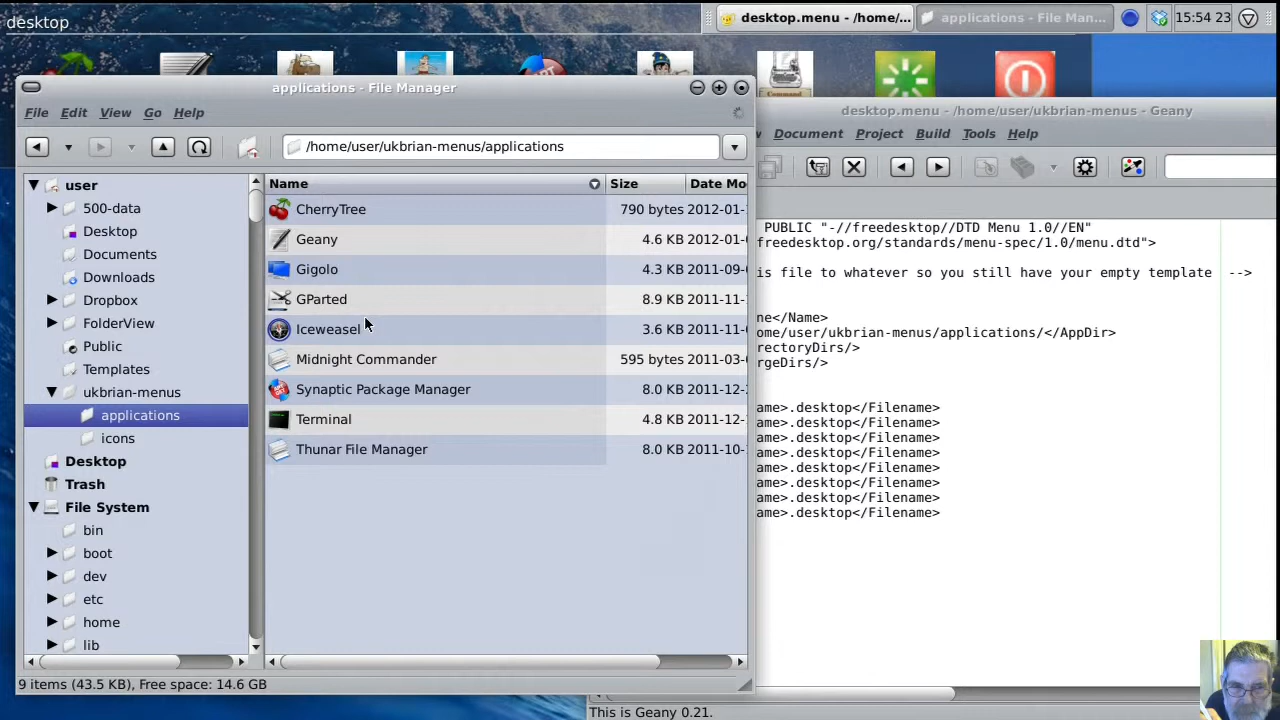 desktop
desktop.menu - /home/...
applications - File Man...
15:54 23
applications - File Manager
File Edit View Go Help
/home/user/ukbrian-menus/applications
user
500-data
Desktop
Documents
Downloads
Dropbox
FolderView
Public
Templates
ukbrian-menus
applications
icons
Desktop
Trash
File System
bin
boot
dev
etc
home
lib
Name Size Date Mo
CherryTree 790 bytes 2012-01-
Geany 4.6 KB 2012-01-
Gigolo 4.3 KB 2011-09-
GParted 8.9 KB 2011-11-
Iceweasel 3.6 KB 2011-11-
Midnight Commander 595 bytes 2011-03-
Synaptic Package Manager 8.0 KB 2011-12-
Terminal 4.8 KB 2011-12-
Thunar File Manager 8.0 KB 2011-10-
9 items (43.5 KB), Free space: 14.6 GB
Command
desktop.menu - /home/user/ukbrian-menus - Geany
Document Project Build Tools Help
PUBLIC "-//freedesktop//DTD Menu 1.0//EN"
freedesktop.org/standards/menu-spec/1.0/menu.dtd">
is file to whatever so you still have your empty template -->
ne</Name>
ome/user/ukbrian-menus/applications/</AppDir>
rectoryDirs/>
rgeDirs/>
ame>.desktop</Filename>
ame>.desktop</Filename>
ame>.desktop</Filename>
ame>.desktop</Filename>
ame>.desktop</Filename>
ame>.desktop</Filename>
ame>.desktop</Filename>
ame>.desktop</Filename>
This is Geany 0.21.